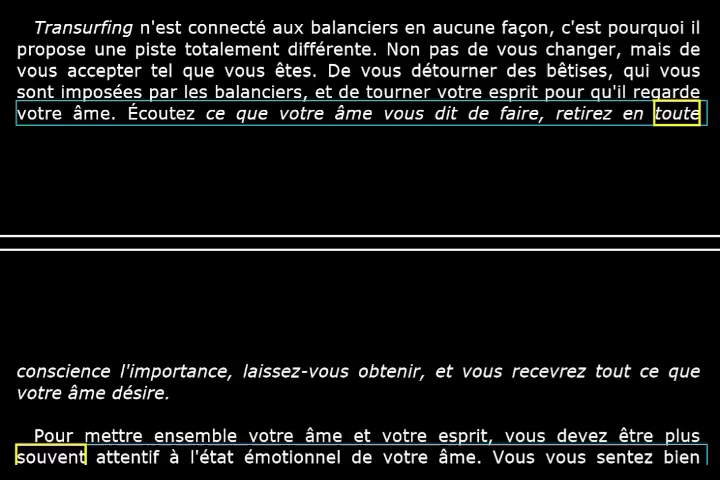 Transurfing n'est connecté aux balanciers en aucune façon, c'est pourquoi il
propose une piste totalement différente. Non pas de vous changer, mais de
vous accepter tel que vous êtes. De vous détourner des bêtises, qui vous
sont imposées par les balanciers, et de tourner votre esprit pour qu'il regarde
votre âme. Écoutez ce que votre âme vous dit de faire, retirez en toute
conscience l'importance, laissez-vous obtenir, et vous recevrez tout ce que
votre âme désire.
Pour mettre ensemble votre âme et votre esprit, vous devez être plus
souvent attentif à l'état émotionnel de votre âme. Vous vous sentez bien